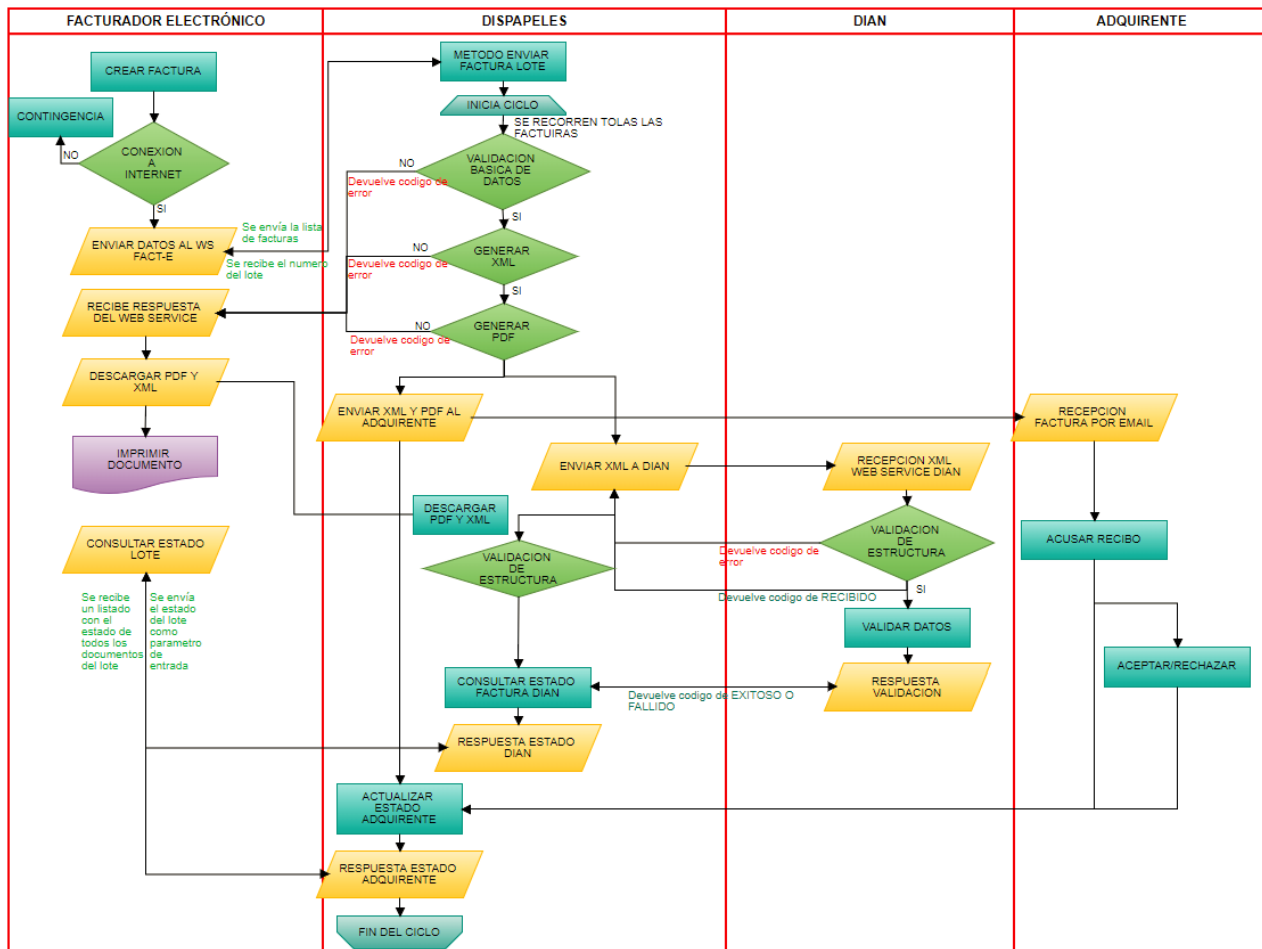 FACTURADOR ELECTRÓNICO
DISPAPELES
DIAN
ADQUIRENTE
CREAR FACTURA
CONTINGENCIA
NO
CONEXION
A
INTERNET
SI
ENVIAR DATOS AL WS
FACT-E
Se envía la lista
de facturas
Se recibe el numero
del lote
RECIBE RESPUESTA
DEL WEB SERVICE
DESCARGAR PDF Y
XML
IMPRIMIR
DOCUMENTO
CONSULTAR ESTADO
LOTE
Se recibe
un listado
con el
estado de
todos los
documentos
del lote
Se envía
el estado
del lote
como
parametro
de
entrada
METODO ENVIAR
FACTURA LOTE
INICIA CICLO
SE RECORREN TOLAS LAS
FACTUIRAS
VALIDACION
BASICA DE
DATOS
NO
Devuelve codigo de
error
SI
GENERAR
XML
NO
Devuelve codigo de
error
SI
GENERAR
PDF
NO
Devuelve codigo de
error
ENVIAR XML Y PDF AL
ADQUIRENTE
ENVIAR XML A DIAN
DESCARGAR
PDF Y XML
VALIDACION
DE
ESTRUCTURA
CONSULTAR ESTADO
FACTURA DIAN
RESPUESTA ESTADO
DIAN
ACTUALIZAR
ESTADO
ADQUIRENTE
RESPUESTA ESTADO
ADQUIRENTE
FIN DEL CICLO
RECEPCION XML
WEB SERVICE DIAN
VALIDACION
DE
ESTRUCTURA
Devuelve codigo de
error
SI
Devuelve codigo de RECIBIDO
VALIDAR DATOS
RESPUESTA
VALIDACION
Devuelve codigo de EXITOSO O
FALLIDO
RECEPCION
FACTURA POR EMAIL
ACUSAR RECIBO
ACEPTAR/RECHAZAR